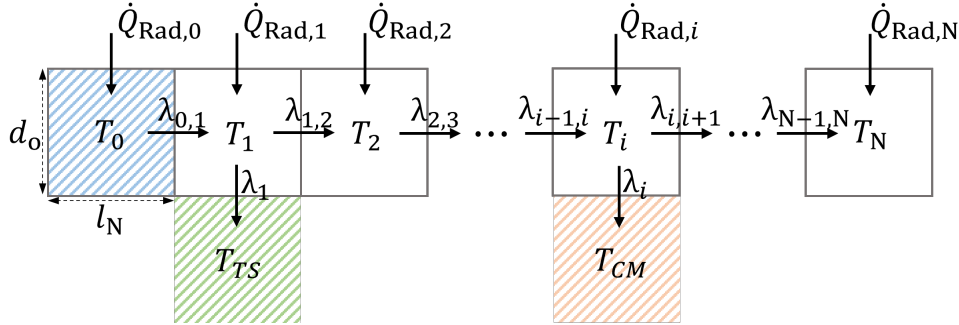 Q̇Rad,0 Q̇Rad,1 Q̇Rad,2 Q̇Rad,i Q̇Rad,N
do T0 λ0,1 T1 λ1,2 T2 λ2,3 ••• λi−1,i Ti λi,i+1 ••• λN−1,N TN
lN λ1 λi
TTS TCM